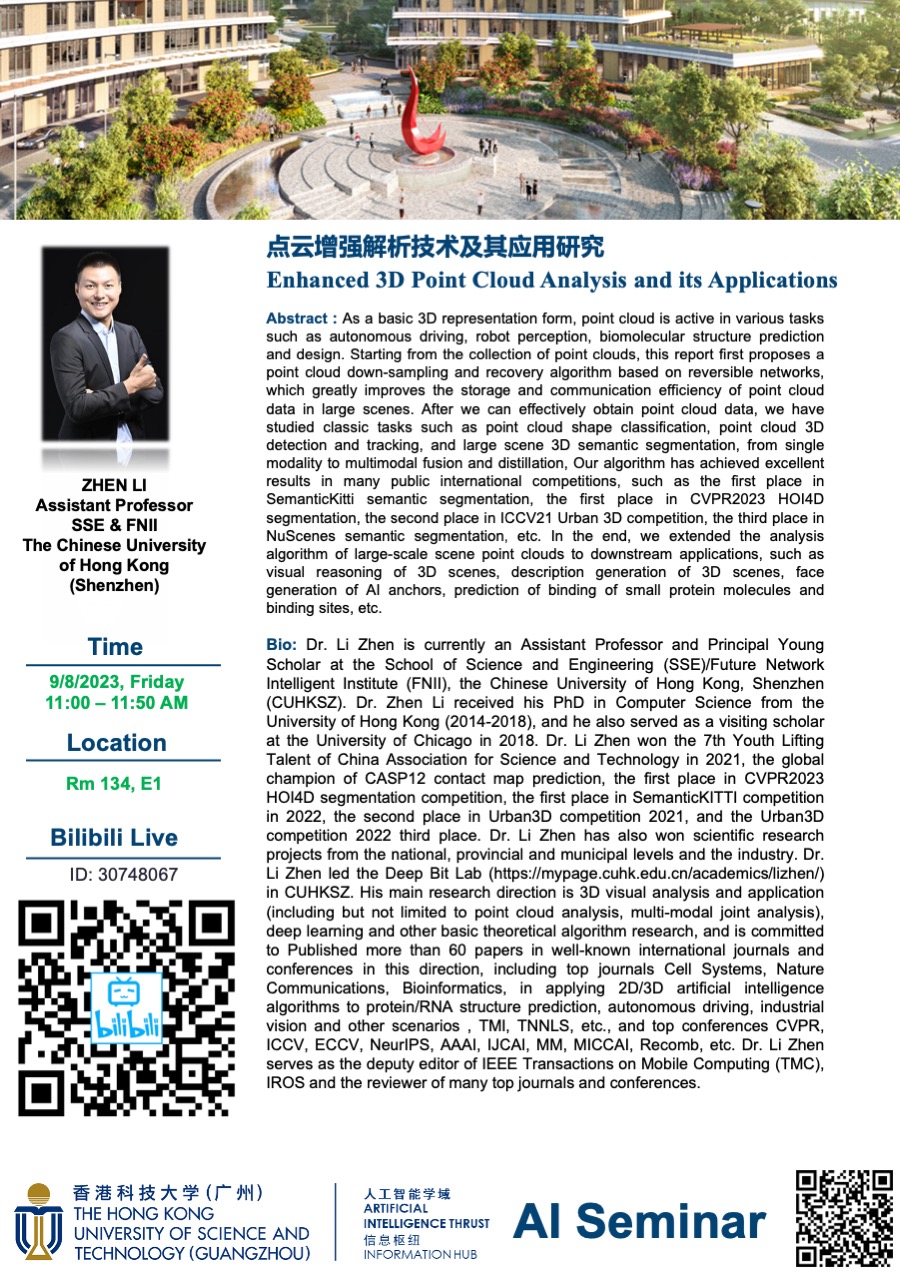 点云增强解析技术及其应用研究
Enhanced 3D Point Cloud Analysis and its Applications
Abstract : As a basic 3D representation form, point cloud is active in various tasks
such as autonomous driving, robot perception, biomolecular structure prediction
and design. Starting from the collection of point clouds, this report first proposes a
point cloud down-sampling and recovery algorithm based on reversible networks,
which greatly improves the storage and communication efficiency of point cloud
data in large scenes. After we can effectively obtain point cloud data, we have
studied classic tasks such as point cloud shape classification, point cloud 3D
detection and tracking, and large scene 3D semantic segmentation, from single
modality to multimodal fusion and distillation, Our algorithm has achieved excellent
results in many public international competitions, such as the first place in
SemanticKitti semantic segmentation, the first place in CVPR2023 HOI4D
segmentation, the second place in ICCV21 Urban 3D competition, the third place in
NuScenes semantic segmentation, etc. In the end, we extended the analysis
algorithm of large-scale scene point clouds to downstream applications, such as
visual reasoning of 3D scenes, description generation of 3D scenes, face
generation of AI anchors, prediction of binding of small protein molecules and
binding sites, etc.
ZHEN LI
Assistant Professor
SSE & FNII
The Chinese University
of Hong Kong
(Shenzhen)
Time
9/8/2023, Friday
11:00 – 11:50 AM
Location
Rm 134, E1
Bilibili Live
ID: 30748067
bilibili
Bio: Dr. Li Zhen is currently an Assistant Professor and Principal Young
Scholar at the School of Science and Engineering (SSE)/Future Network
Intelligent Institute (FNII), the Chinese University of Hong Kong, Shenzhen
(CUHKSZ). Dr. Zhen Li received his PhD in Computer Science from the
University of Hong Kong (2014-2018), and he also served as a visiting scholar
at the University of Chicago in 2018. Dr. Li Zhen won the 7th Youth Lifting
Talent of China Association for Science and Technology in 2021, the global
champion of CASP12 contact map prediction, the first place in CVPR2023
HOI4D segmentation competition, the first place in SemanticKITTI competition
in 2022, the second place in Urban3D competition 2021, and the Urban3D
competition 2022 third place. Dr. Li Zhen has also won scientific research
projects from the national, provincial and municipal levels and the industry. Dr.
Li Zhen led the Deep Bit Lab (https://mypage.cuhk.edu.cn/academics/lizhen/)
in CUHKSZ. His main research direction is 3D visual analysis and application
(including but not limited to point cloud analysis, multi-modal joint analysis),
deep learning and other basic theoretical algorithm research, and is committed
to Published more than 60 papers in well-known international journals and
conferences in this direction, including top journals Cell Systems, Nature
Communications, Bioinformatics, in applying 2D/3D artificial intelligence
algorithms to protein/RNA structure prediction, autonomous driving, industrial
vision and other scenarios , TMI, TNNLS, etc., and top conferences CVPR,
ICCV, ECCV, NeurIPS, AAAI, IJCAI, MM, MICCAI, Recomb, etc. Dr. Li Zhen
serves as the deputy editor of IEEE Transactions on Mobile Computing (TMC),
IROS and the reviewer of many top journals and conferences.
香港科技大学(广州)
THE HONG KONG
UNIVERSITY OF SCIENCE AND
TECHNOLOGY (GUANGZHOU)
人工智能学域
ARTIFICIAL
INTELLIGENCE THRUST
信息枢纽
INFORMATION HUB
AI Seminar